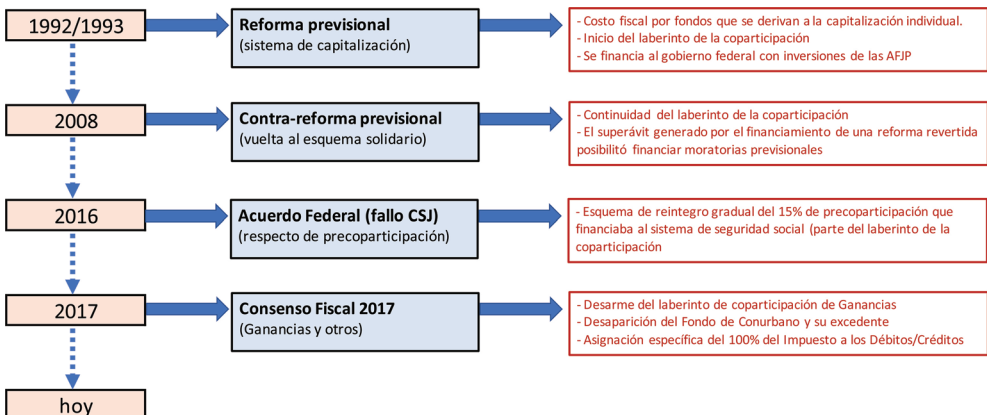 1992/1993
Reforma previsional
(sistema de capitalización)
- Costo fiscal por fondos que se derivan a la capitalización individual.
- Inicio del laberinto de la coparticipación
- Se financia al gobierno federal con inversiones de las AFJP
2008
Contra-reforma previsional
(vuelta al esquema solidario)
- Continuidad del laberinto de la coparticipación
- El superávit generado por el financiamiento de una reforma revertida
posibilitó financiar moratorias previsionales
2016
Acuerdo Federal (fallo CSJ)
(respecto de precoparticipación)
- Esquema de reintegro gradual del 15% de precoparticipación que
financiaba al sistema de seguridad social (parte del laberinto de la
coparticipación
2017
Consenso Fiscal 2017
(Ganancias y otros)
- Desarme del laberinto de coparticipación de Ganancias
- Desaparición del Fondo de Conurbano y su excedente
- Asignación específica del 100% del Impuesto a los Débitos/Créditos
hoy